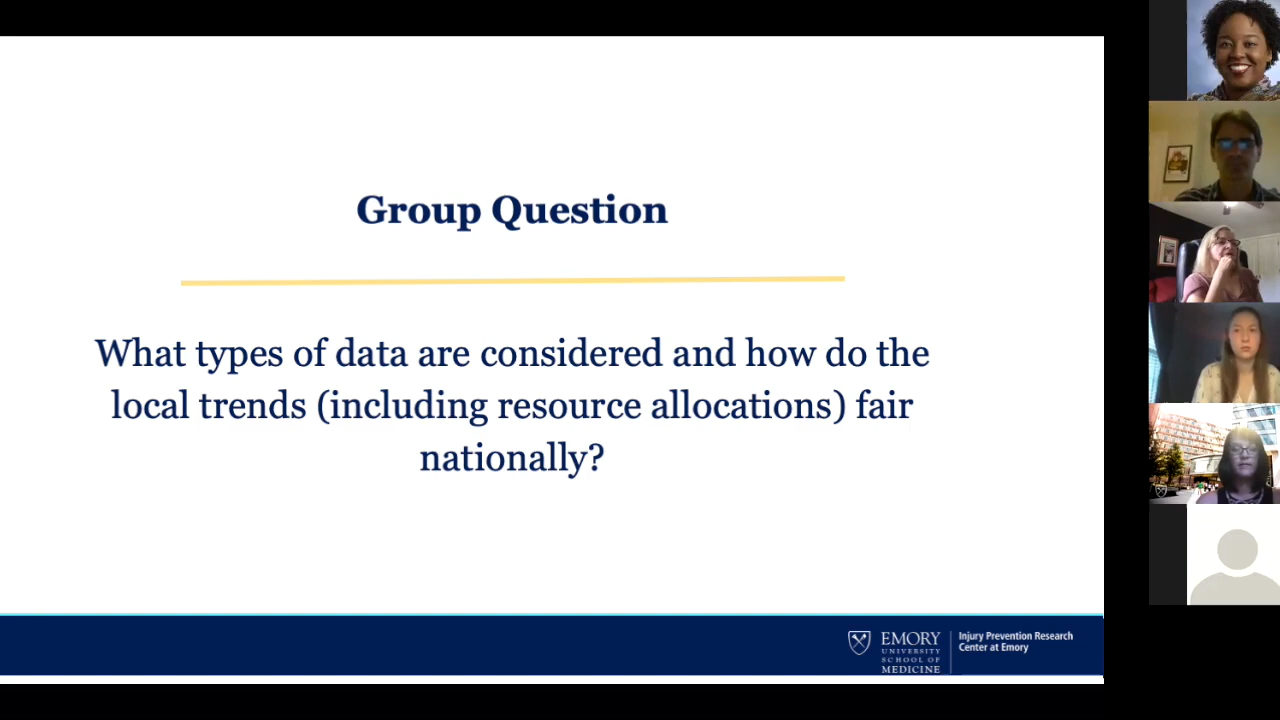 Group Question
What types of data are considered and how do the
local trends (including resource allocations) fair
nationally?
EMORY
UNIVERSITY
SCHOOL OF
MEDICINE
Injury Prevention Research
Center at Emory